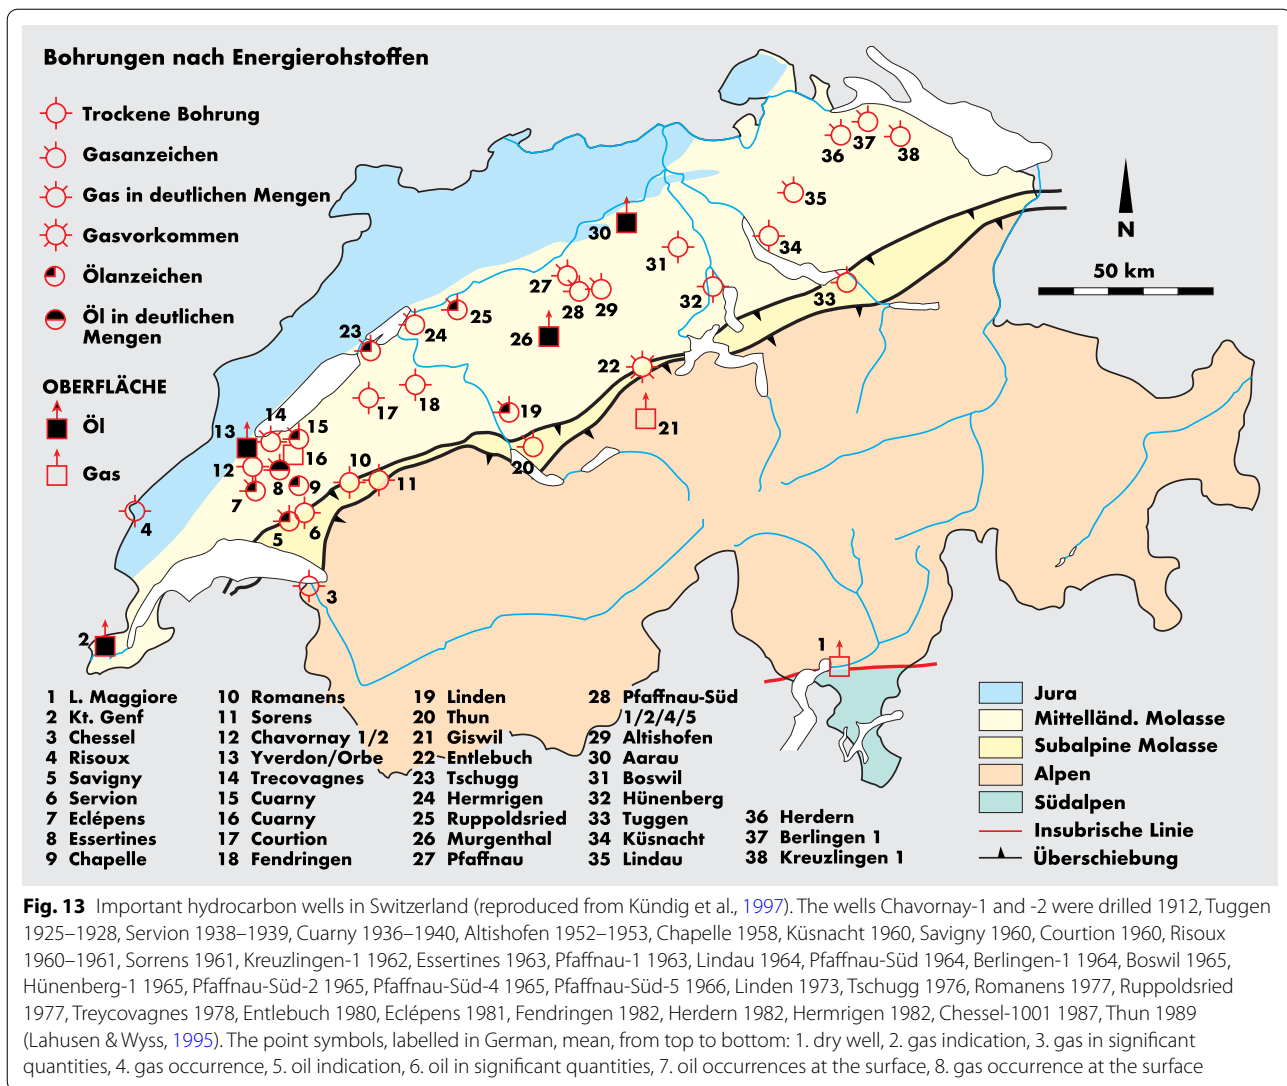 Bohrungen nach Energierohstoffen
Trockene Bohrung
Gasanzeichen
Gas in deutlichen Mengen
Gasvorkommen
Ölanzeichen
Öl in deutlichen
Mengen
OBERFLÄCHE
Öl
Gas
N
50 km
1
2
3
4
5
6
7
8
9
10
11
12
13
14
15
16
17
18
19
20
21
22
23
24
25
26
27
28
29
30
31
32
33
34
35
36
37
38
1 L. Maggiore
2 Kt. Genf
3 Chessel
4 Risoux
5 Savigny
6 Servion
7 Eclépens
8 Essertines
9 Chapelle
10 Romanens
11 Sorens
12 Chavornay 1/2
13 Yverdon/Orbe
14 Trecovagnes
15 Cuarny
16 Cuarny
17 Courtion
18 Fendringen
19 Linden
20 Thun
21 Giswil
22 Entlebuch
23 Tschugg
24 Hermrigen
25 Ruppoldsried
26 Murgenthal
27 Pfaffnau
28 Pfaffnau-Süd
1/2/4/5
29 Altishofen
30 Aarau
31 Boswil
32 Hünenberg
33 Tuggen
34 Küsnacht
35 Lindau
36 Herdern
37 Berlingen 1
38 Kreuzlingen 1
Jura
Mittelländ. Molasse
Subalpine Molasse
Alpen
Südalpen
Insubrische Linie
Überschiebung
Fig. 13 Important hydrocarbon wells in Switzerland (reproduced from Kündig et al., 1997). The wells Chavornay-1 and -2 were drilled 1912, Tuggen
1925–1928, Servion 1938–1939, Cuarny 1936–1940, Altishofen 1952–1953, Chapelle 1958, Küsnacht 1960, Savigny 1960, Courtion 1960, Risoux
1960–1961, Sorrens 1961, Kreuzlingen-1 1962, Essertines 1963, Pfaffnau-1 1963, Lindau 1964, Pfaffnau-Süd 1964, Berlingen-1 1964, Boswil 1965,
Hünenberg-1 1965, Pfaffnau-Süd-2 1965, Pfaffnau-Süd-4 1965, Pfaffnau-Süd-5 1966, Linden 1973, Tschugg 1976, Romanens 1977, Ruppoldsried
1977, Treycovagnes 1978, Entlebuch 1980, Eclépens 1981, Fendringen 1982, Herdern 1982, Hermrigen 1982, Chessel-1001 1987, Thun 1989
(Lahusen & Wyss, 1995). The point symbols, labelled in German, mean, from top to bottom: 1. dry well, 2. gas indication, 3. gas in significant
quantities, 4. gas occurrence, 5. oil indication, 6. oil in significant quantities, 7. oil occurrences at the surface, 8. gas occurrence at the surface